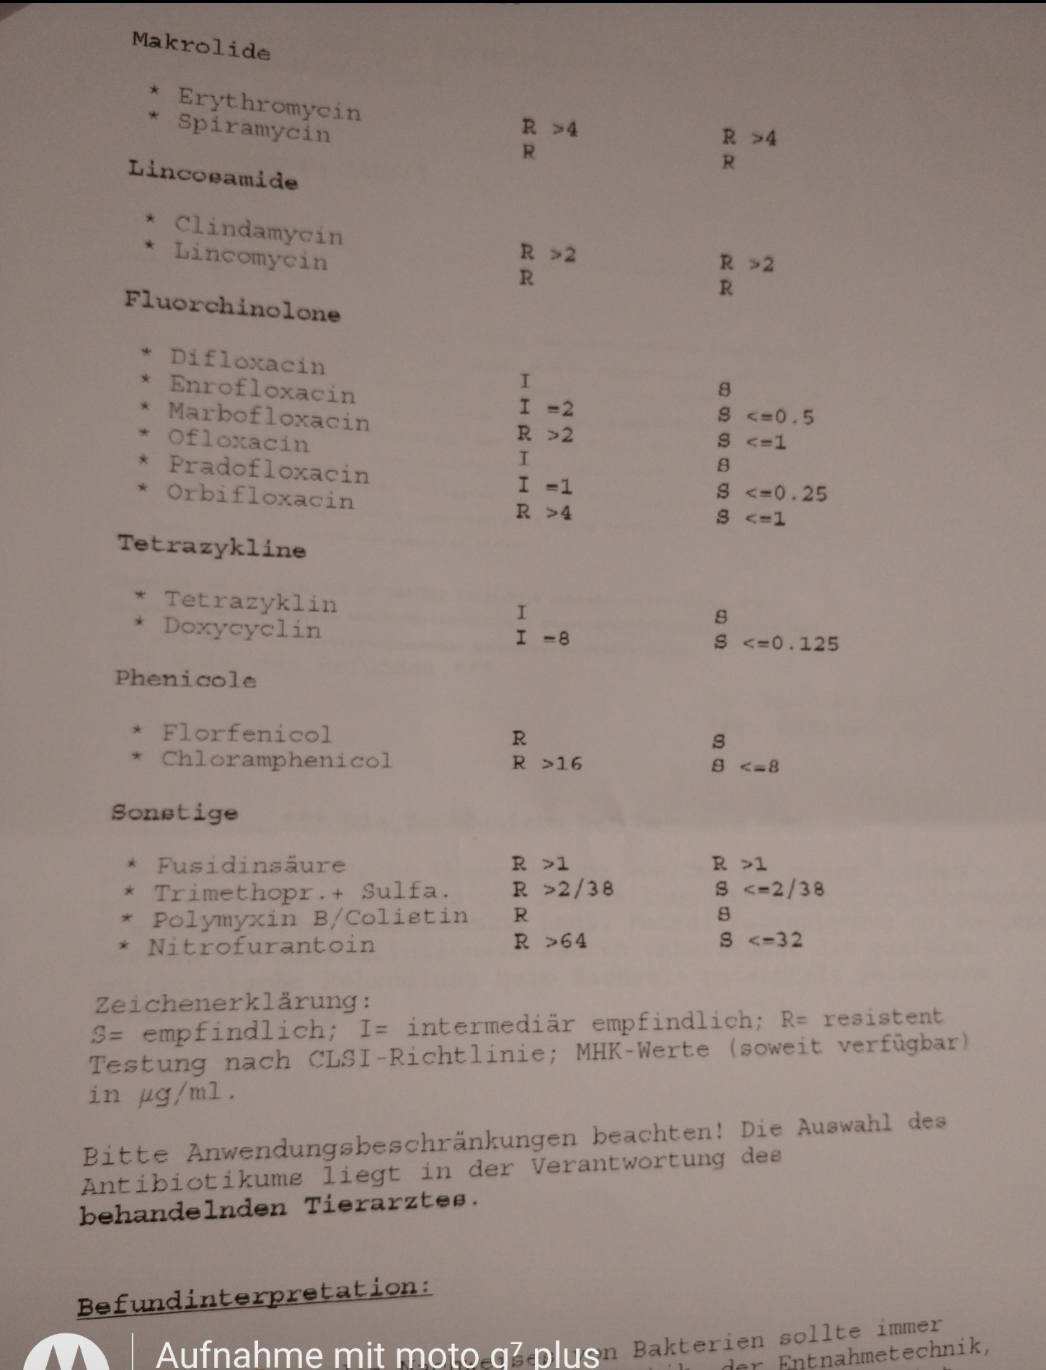 Makrolide
* Erythromycin R >4 R >4
* Spiramycin R R
Lincosamide
* Clindamycin R >2 R >2
* Lincomycin R R
Fluorchinolone
* Difloxacin I S
* Enrofloxacin I =2 S <=0.5
* Marbofloxacin R >2 S <=1
* Ofloxacin I S
* Pradofloxacin I =1 S <=0.25
* Orbifloxacin R >4 S <=1
Tetrazykline
* Tetrazyklin I S
* Doxycyclin I =8 S <=0.125
Phenicole
* Florfenicol R S
* Chloramphenicol R >16 S <=8
Sonstige
* Fusidinsäure R >1 R >1
* Trimethopr.+ Sulfa. R >2/38 S <=2/38
* Polymyxin B/Colistin R S
* Nitrofurantoin R >64 S <=32
Zeichenerklärung:
S= empfindlich; I= intermediär empfindlich; R= resistent
Testung nach CLSI-Richtlinie; MHK-Werte (soweit verfügbar)
in µg/ml.
Bitte Anwendungsbeschränkungen beachten! Die Auswahl des
Antibiotikums liegt in der Verantwortung des
behandelnden Tierarztes.
Befundinterpretation:
von Bakterien sollte immer
der Entnahmetechnik,
Aufnahme mit moto g⁷ plus